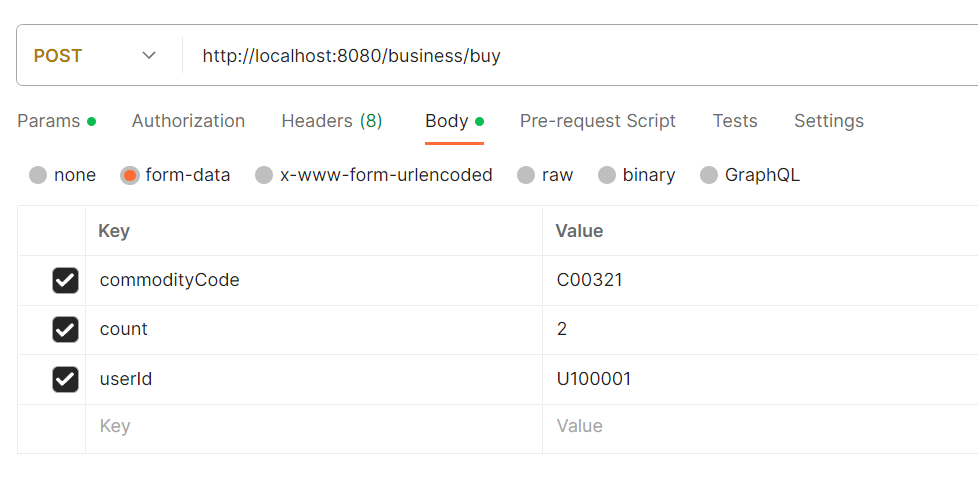 POST http://localhost:8080/business/buy
Params Authorization Headers (8) Body Pre-request Script Tests Settings
none form-data x-www-form-urlencoded raw binary GraphQL
Key Value
commodityCode C00321
count 2
userId U100001
Key Value